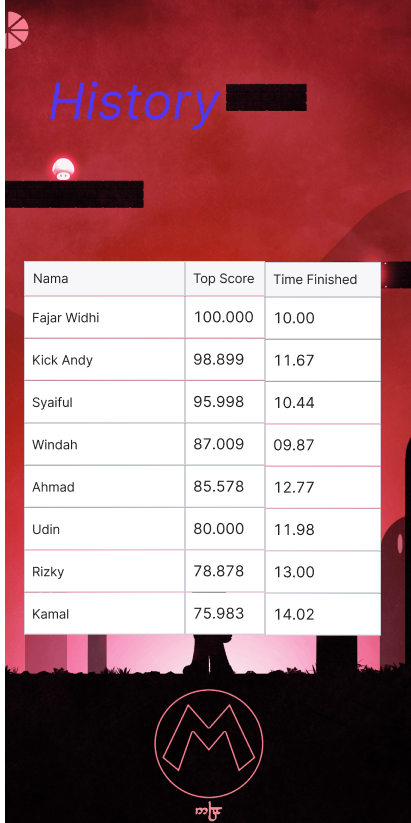 History
Nama Top Score Time Finished
Fajar Widhi 100.000 10.00
Kick Andy 98.899 11.67
Syaiful 95.998 10.44
Windah 87.009 09.87
Ahmad 85.578 12.77
Udin 80.000 11.98
Rizky 78.878 13.00
Kamal 75.983 14.02
M